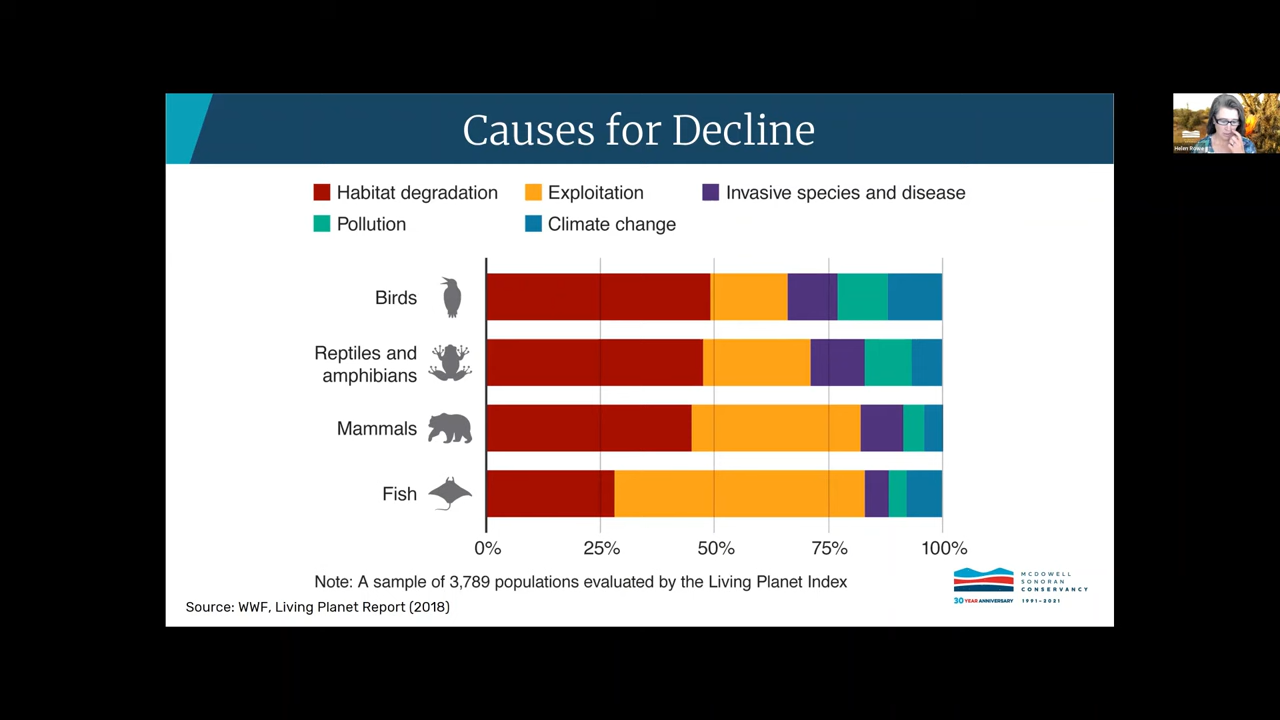 Causes for Decline
Habitat degradation
Exploitation
Invasive species and disease
Pollution
Climate change
Birds
Reptiles and
amphibians
Mammals
Fish
0%
25%
50%
75%
100%
Note: A sample of 3,789 populations evaluated by the Living Planet Index
Source: WWF, Living Planet Report (2018)
MCDOWELL
SONORAN
CONSERVANCY
30 YEAR ANNIVERSARY
1991-2021
Helen Rowe